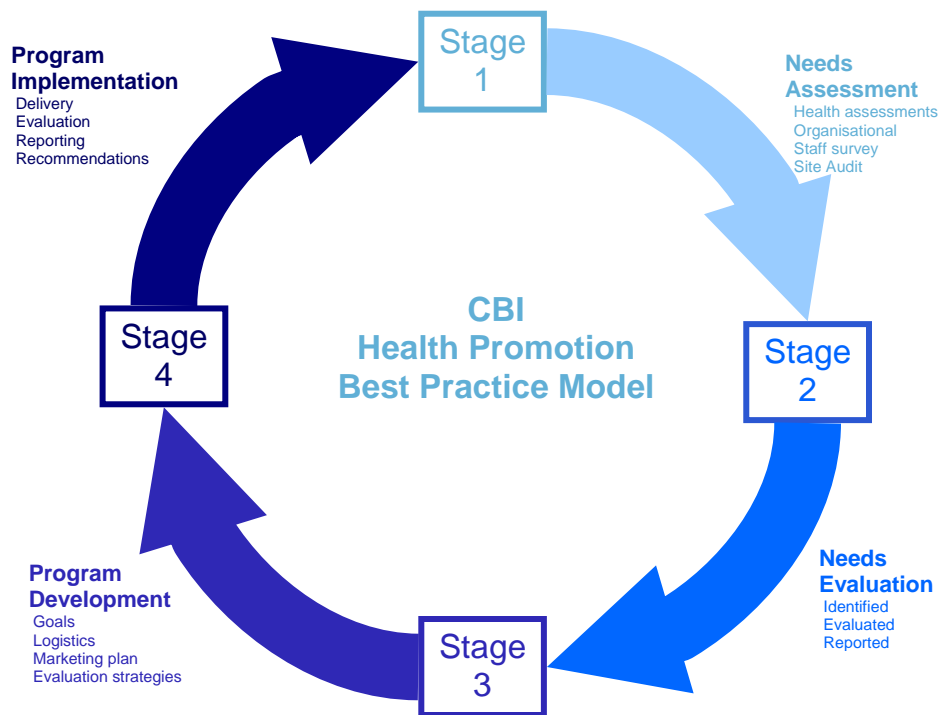 Stage
1
Needs
Assessment
Health assessments
Organisational
Staff survey
Site Audit
Stage
2
Needs
Evaluation
Identified
Evaluated
Reported
Stage
3
Program
Development
Goals
Logistics
Marketing plan
Evaluation strategies
Stage
4
Program
Implementation
Delivery
Evaluation
Reporting
Recommendations
CBI
Health Promotion
Best Practice Model